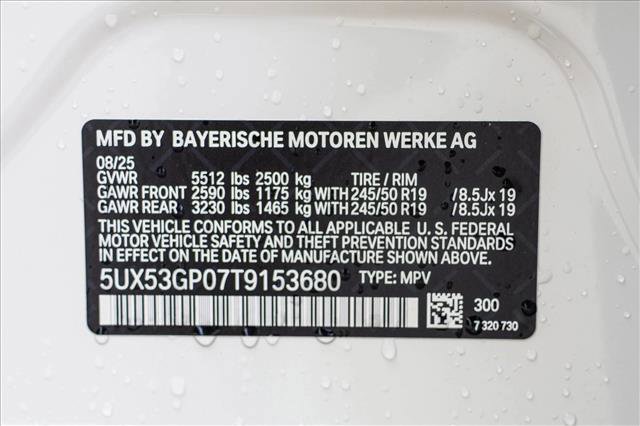 MFD BY BAYERISCHE MOTOREN WERKE AG
08/25
GVWR 5512 lbs 2500 kg TIRE / RIM
GAWR FRONT 2590 lbs 1175 kg WITH 245/50 R19 / 8.5Jx 19
GAWR REAR 3230 lbs 1465 kg WITH 245/50 R19 / 8.5Jx 19
THIS VEHICLE CONFORMS TO ALL APPLICABLE U. S. FEDERAL
MOTOR VEHICLE SAFETY AND THEFT PREVENTION STANDARDS
IN EFFECT ON THE DATE OF MANUFACTURE SHOWN ABOVE.
5UX53GP07T9153680 TYPE: MPV
300
7 320 730